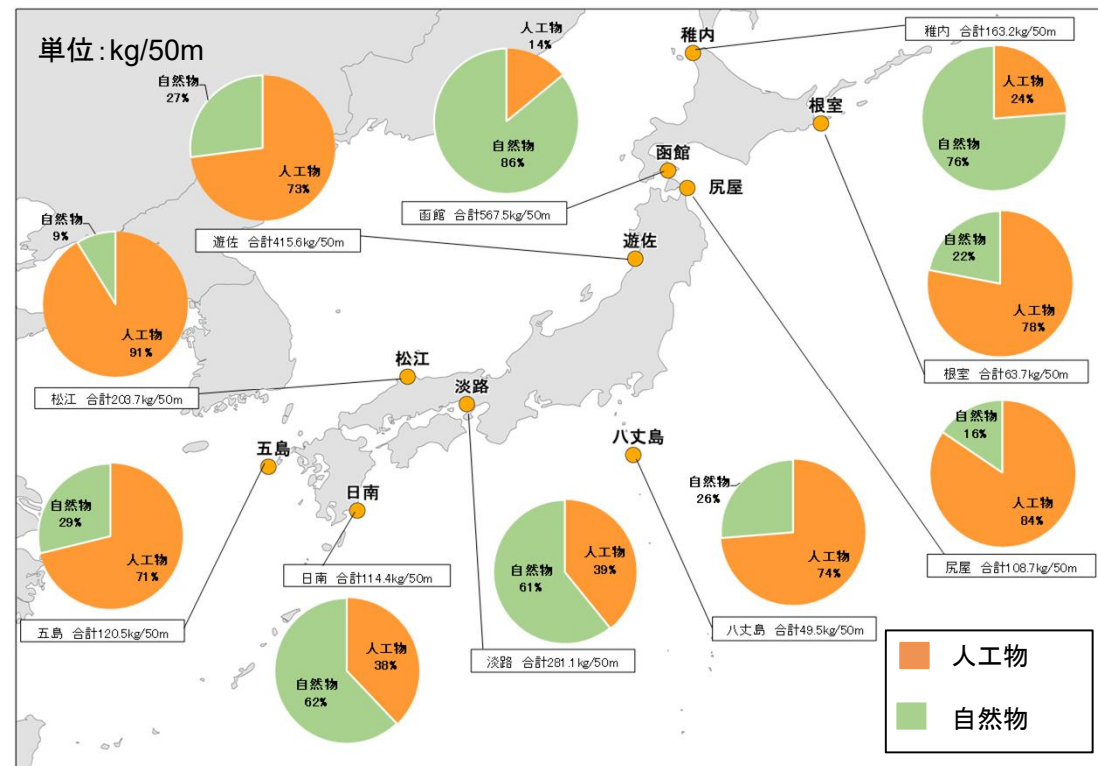 単位:kg/50m
人工物
14%
自然物
86%
函館 合計567.5kg/50m
自然物
27%
人工物
73%
遊佐 合計415.6kg/50m
自然物
9%
人工物
91%
松江 合計203.7kg/50m
稚内 合計163.2kg/50m
人工物
24%
自然物
76%
稚内
根室
函館
尻屋
遊佐
松江
淡路
八丈島
五島
日南
自然物
22%
人工物
78%
根室 合計63.7kg/50m
自然物
16%
人工物
84%
尻屋 合計108.7kg/50m
自然物
29%
人工物
71%
五島 合計120.5kg/50m
日南 合計114.4kg/50m
人工物
38%
自然物
62%
人工物
39%
自然物
61%
淡路 合計281.1kg/50m
自然物
26%
人工物
74%
八丈島 合計49.5kg/50m
人工物
自然物